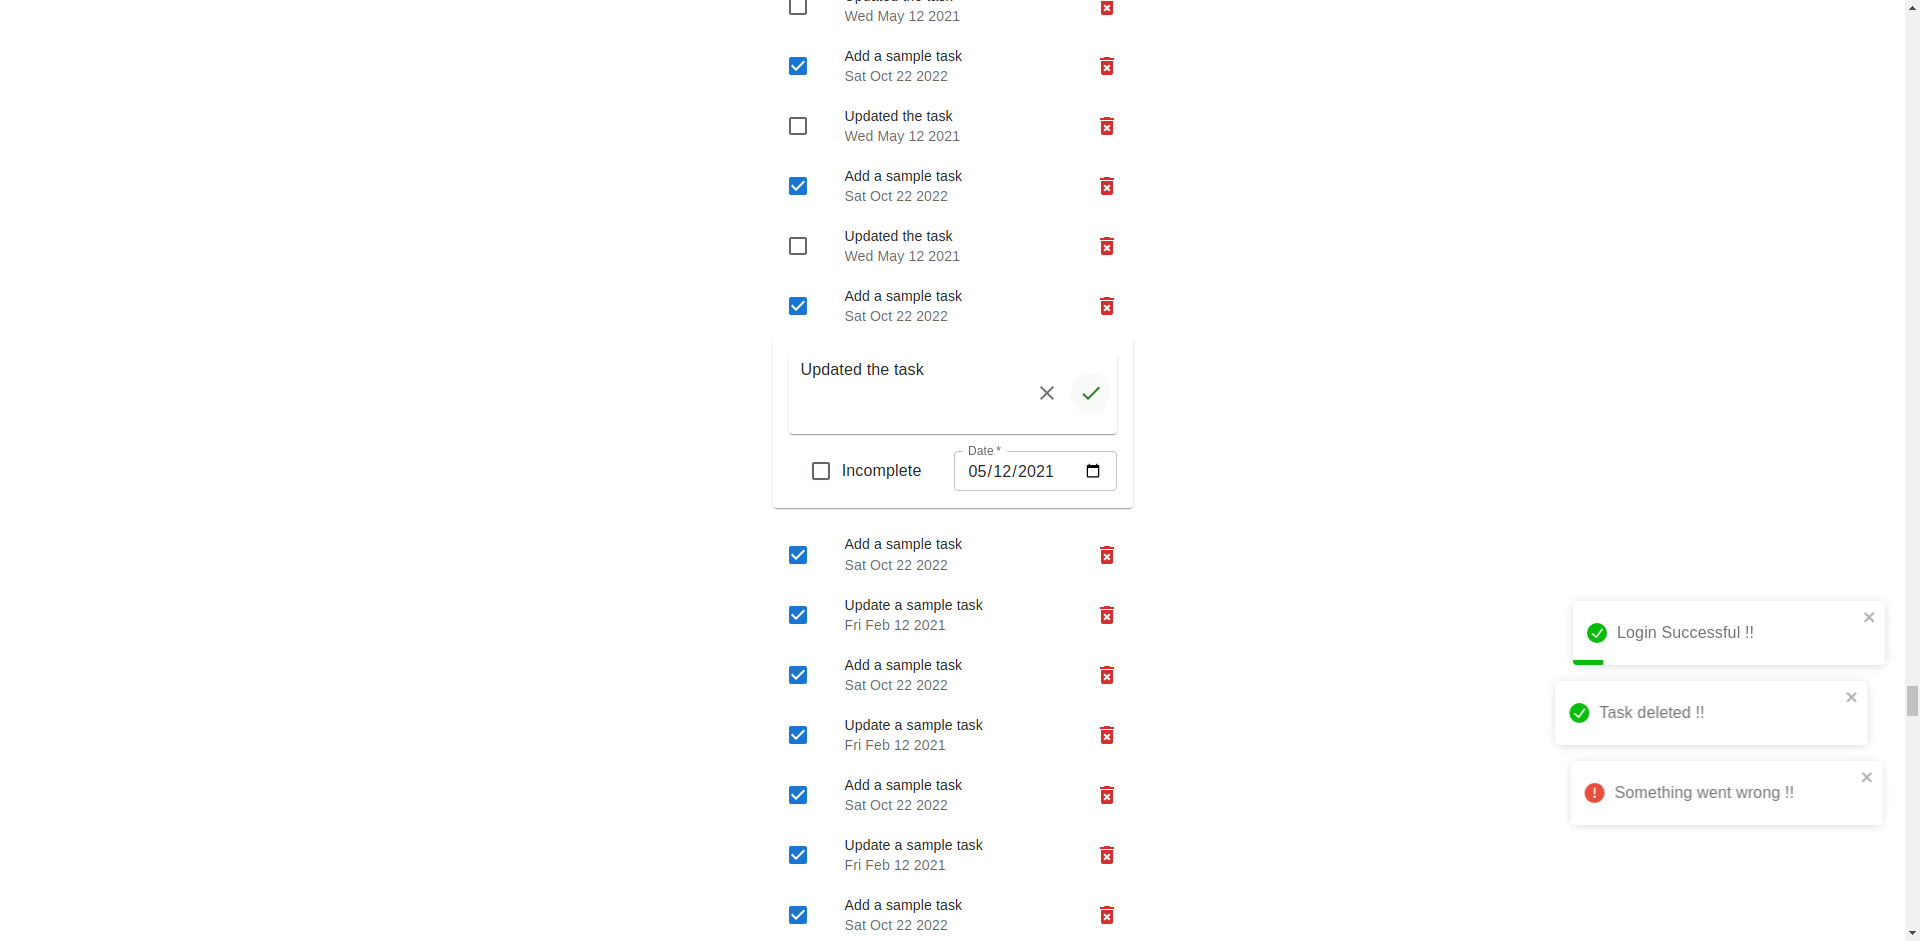 Updated the task
Wed May 12 2021
Add a sample task
Sat Oct 22 2022
Updated the task
Wed May 12 2021
Add a sample task
Sat Oct 22 2022
Updated the task
Wed May 12 2021
Add a sample task
Sat Oct 22 2022
Updated the task
Incomplete
Date *
05/12/2021
Add a sample task
Sat Oct 22 2022
Update a sample task
Fri Feb 12 2021
Add a sample task
Sat Oct 22 2022
Update a sample task
Fri Feb 12 2021
Add a sample task
Sat Oct 22 2022
Update a sample task
Fri Feb 12 2021
Add a sample task
Sat Oct 22 2022
Login Successful !!
Task deleted !!
Something went wrong !!